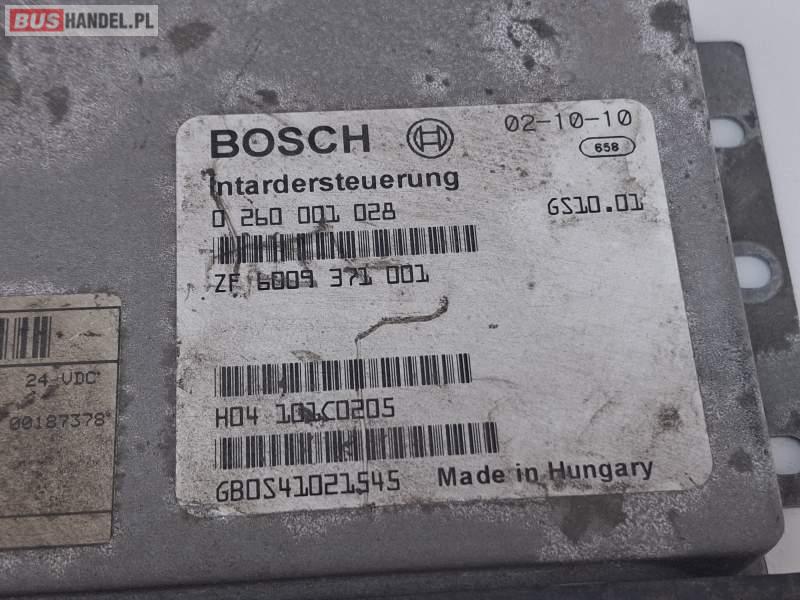 BUSHANDEL.PL
BOSCH
02-10-10
658
Intardersteuerung
0 260 001 028
GS10.01
ZF 6009 371 001
H04 101C0205
GB0S41021545
Made in Hungary
24 VDC
00187378